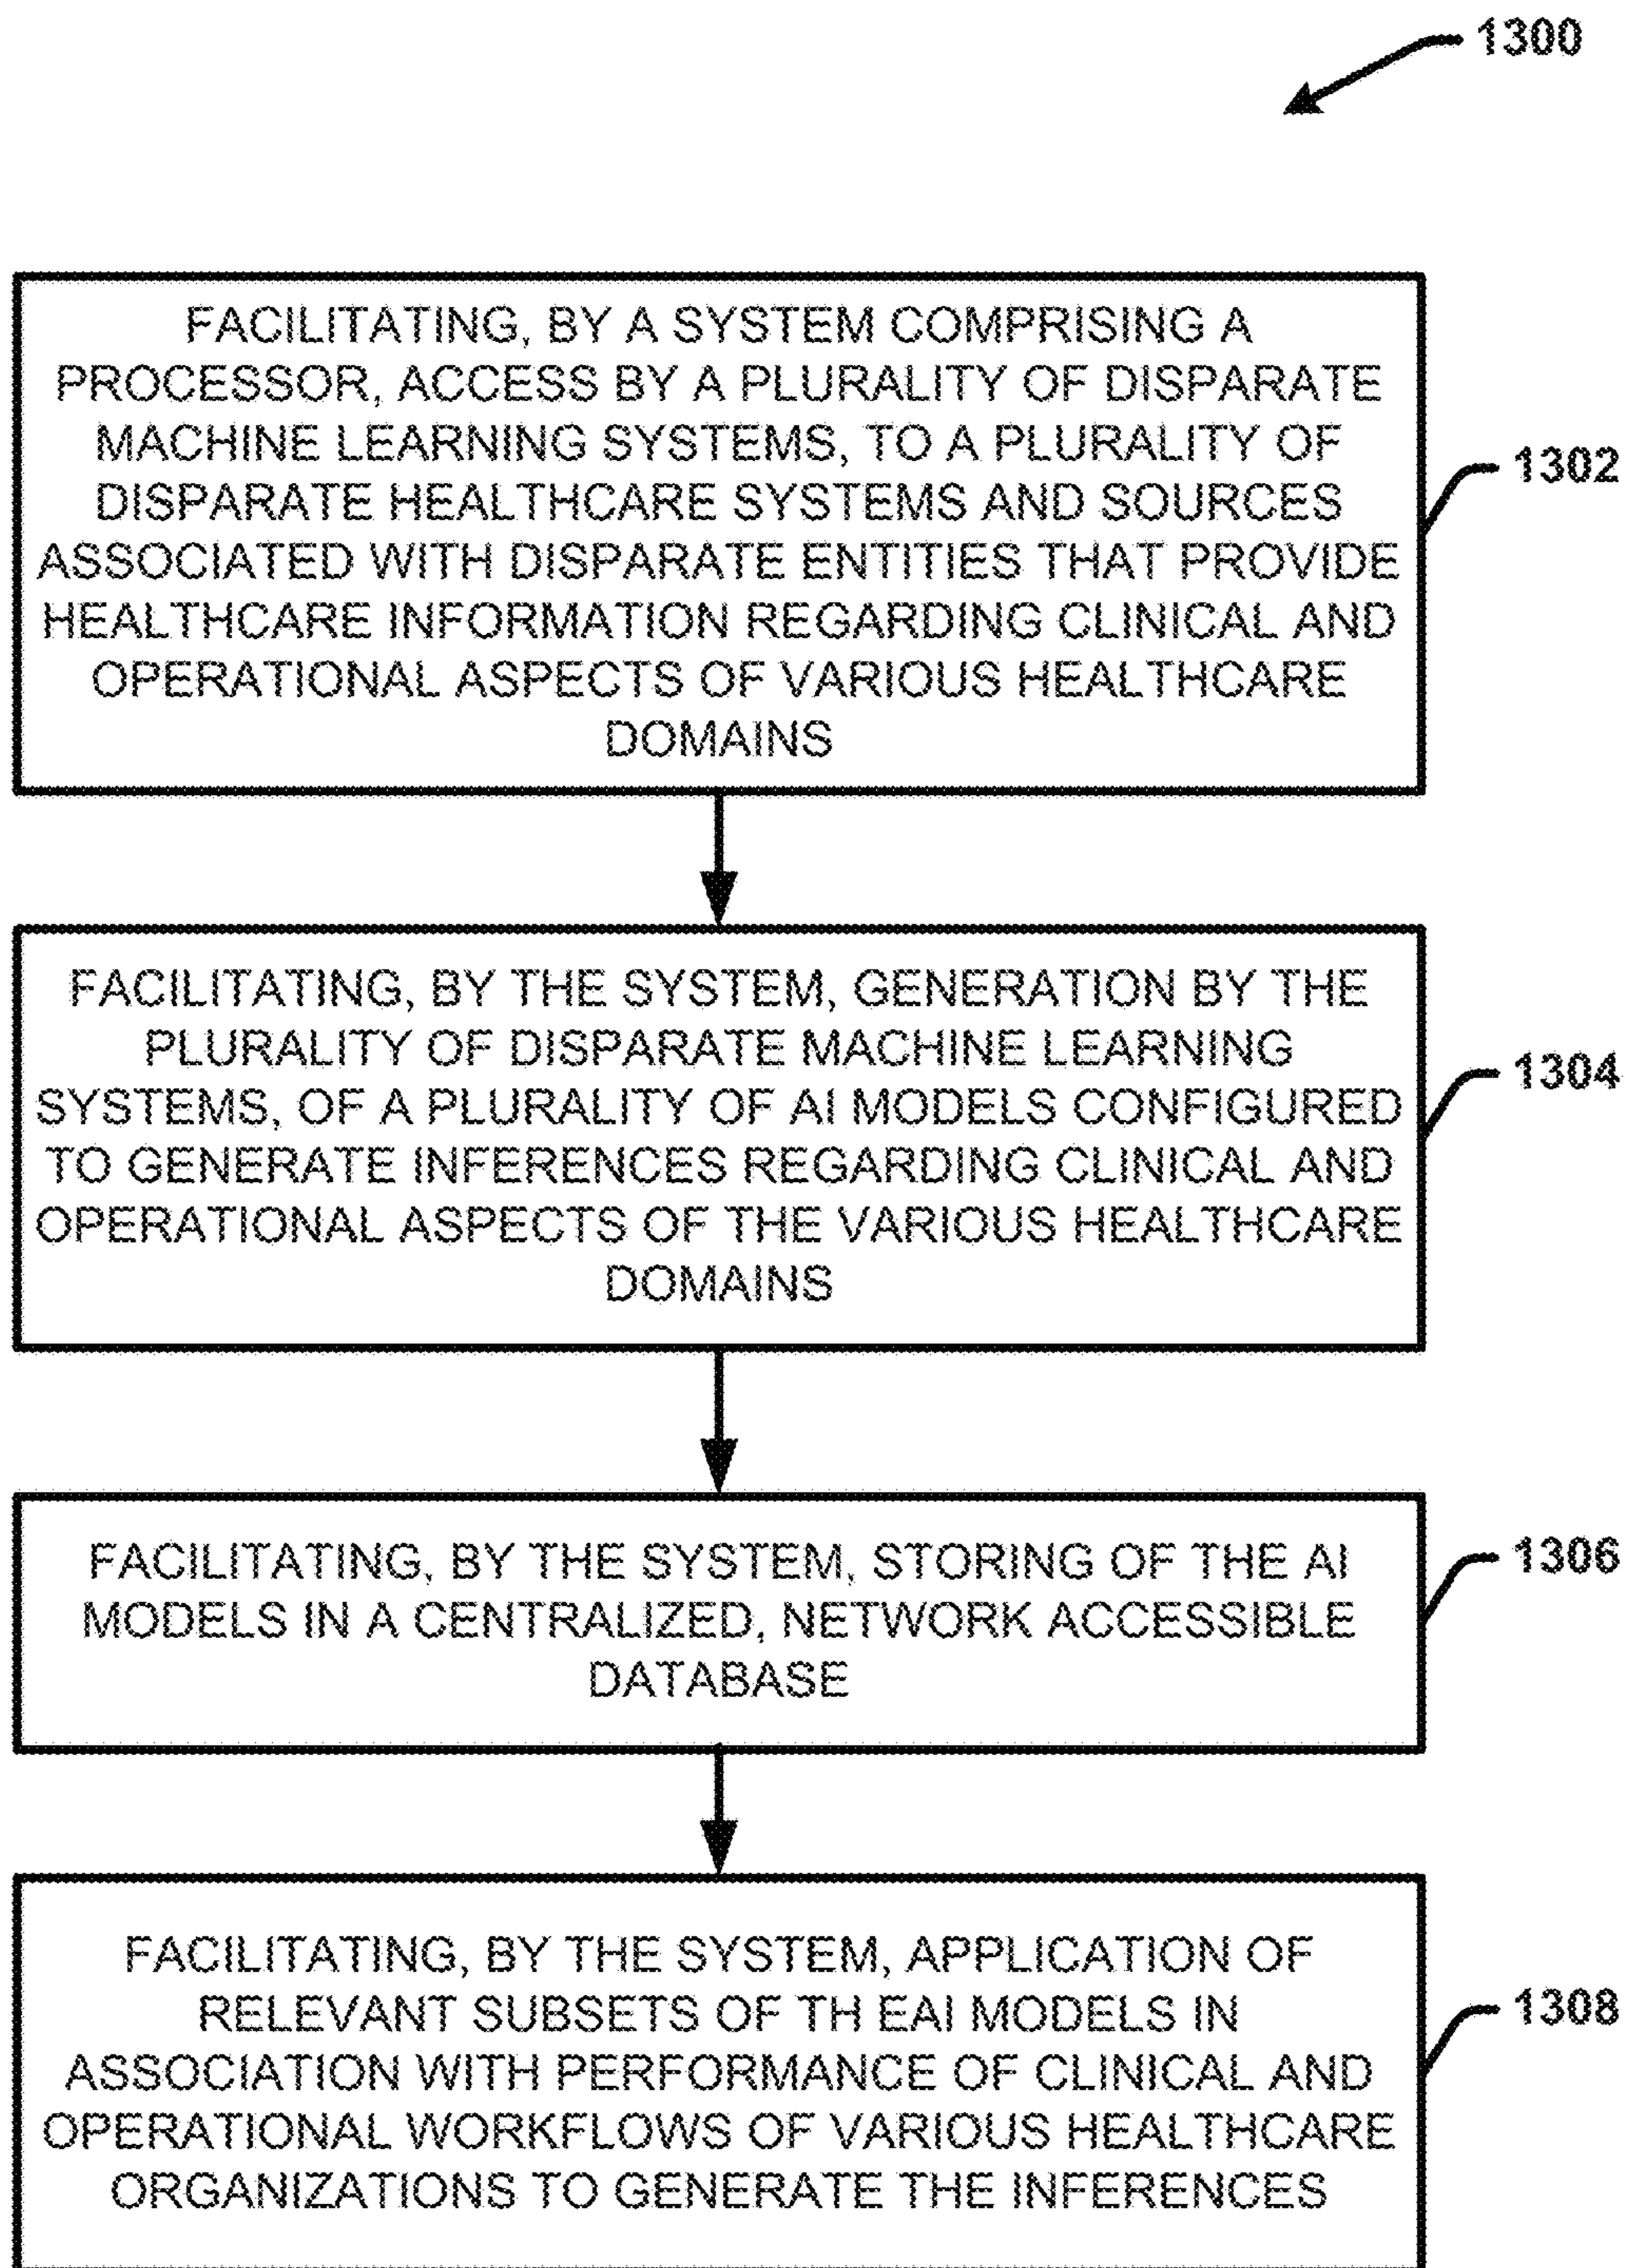 1300
FACILITATING, BY A SYSTEM COMPRISING A
PROCESSOR, ACCESS BY A PLURALITY OF DISPARATE
MACHINE LEARNING SYSTEMS, TO A PLURALITY OF
DISPARATE HEALTHCARE SYSTEMS AND SOURCES
ASSOCIATED WITH DISPARATE ENTITIES THAT PROVIDE
HEALTHCARE INFORMATION REGARDING CLINICAL AND
OPERATIONAL ASPECTS OF VARIOUS HEALTHCARE
DOMAINS
1302
FACILITATING, BY THE SYSTEM, GENERATION BY THE
PLURALITY OF DISPARATE MACHINE LEARNING
SYSTEMS, OF A PLURALITY OF AI MODELS CONFIGURED
TO GENERATE INFERENCES REGARDING CLINICAL AND
OPERATIONAL ASPECTS OF THE VARIOUS HEALTHCARE
DOMAINS
1304
FACILITATING, BY THE SYSTEM, STORING OF THE AI
MODELS IN A CENTRALIZED, NETWORK ACCESSIBLE
DATABASE
1306
FACILITATING, BY THE SYSTEM, APPLICATION OF
RELEVANT SUBSETS OF TH EAI MODELS IN
ASSOCIATION WITH PERFORMANCE OF CLINICAL AND
OPERATIONAL WORKFLOWS OF VARIOUS HEALTHCARE
ORGANIZATIONS TO GENERATE THE INFERENCES
1308